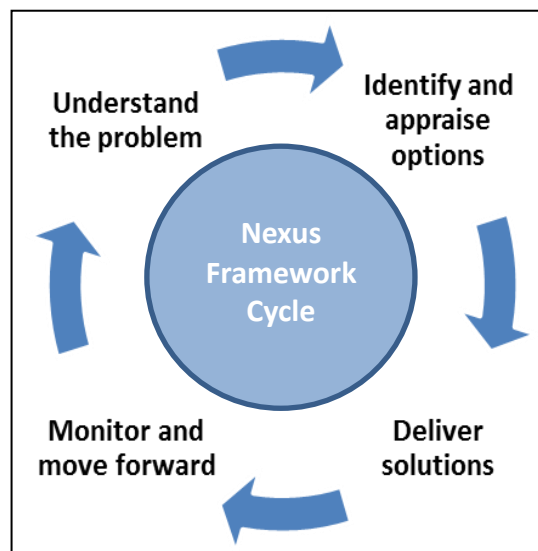 Understand
the problem
Identify and
appraise
options
Nexus
Framework
Cycle
Monitor and
move forward
Deliver
solutions